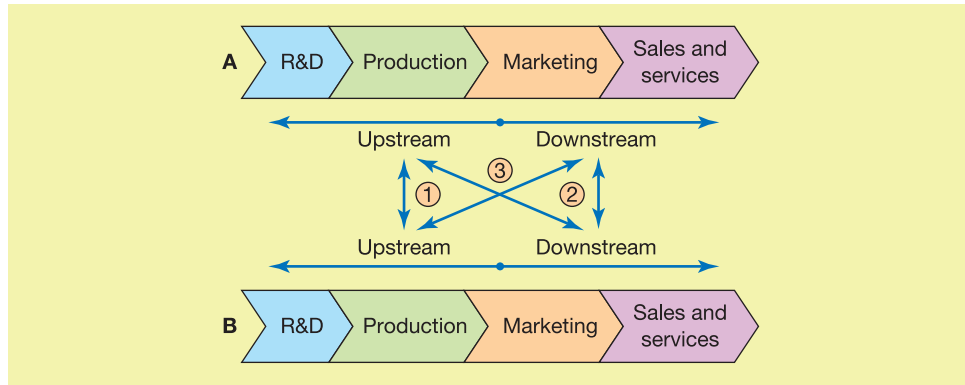 A
R&D
Production
Marketing
Sales and
services
Upstream
Downstream
3
1
2
Upstream
Downstream
B
R&D
Production
Marketing
Sales and
services